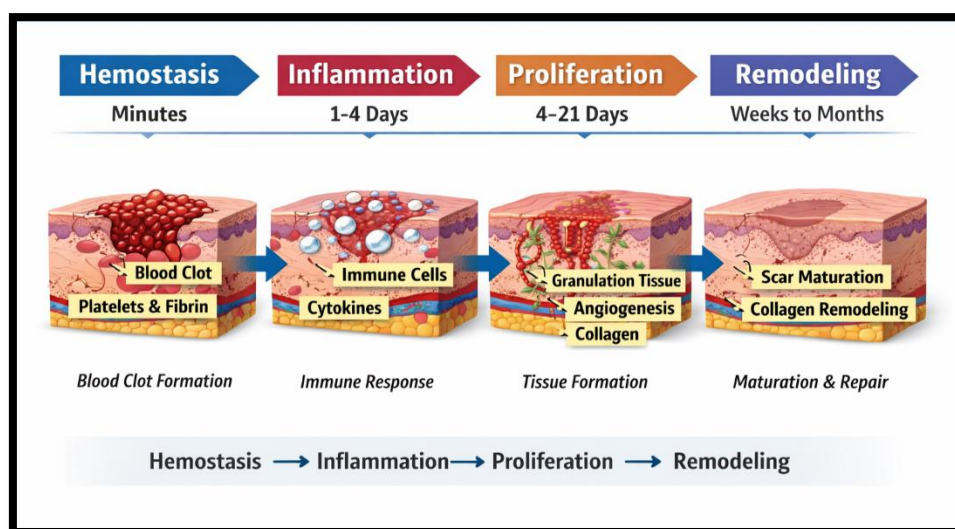 Hemostasis
Inflammation
Proliferation
Remodeling
Minutes
1-4 Days
4–21 Days
Weeks to Months
Blood Clot
Platelets & Fibrin
Immune Cells
Cytokines
Granulation Tissue
Angiogenesis
Collagen
Scar Maturation
Collagen Remodeling
Blood Clot Formation
Immune Response
Tissue Formation
Maturation & Repair
Hemostasis → Inflammation → Proliferation → Remodeling